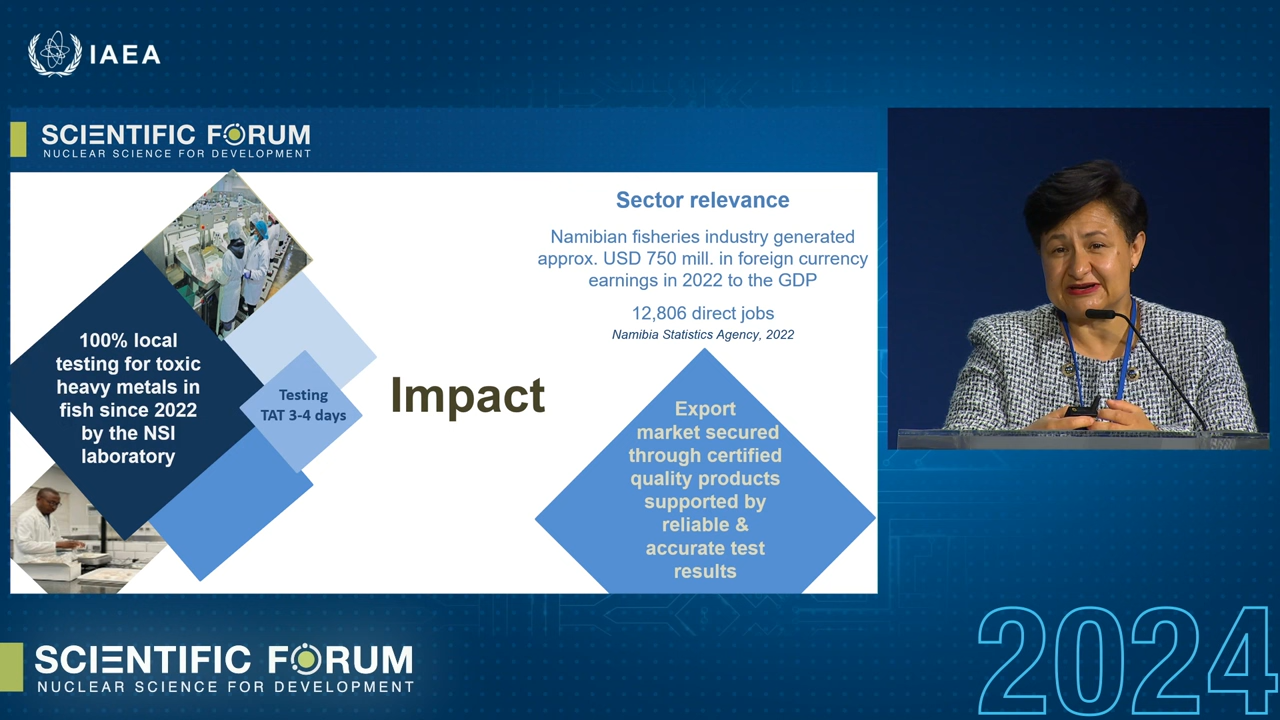 IAEA
SCIENTIFIC FORUM
NUCLEAR SCIENCE FOR DEVELOPMENT
100% local
testing for toxic
heavy metals in
fish since 2022
by the NSI
laboratory
Testing
TAT 3-4 days
Impact
Sector relevance
Namibian fisheries industry generated
approx. USD 750 mill. in foreign currency
earnings in 2022 to the GDP
12,806 direct jobs
Namibia Statistics Agency, 2022
Export
market secured
through certified
quality products
supported by
reliable &
accurate test
results
SCIENTIFIC FORUM
NUCLEAR SCIENCE FOR DEVELOPMENT
2024